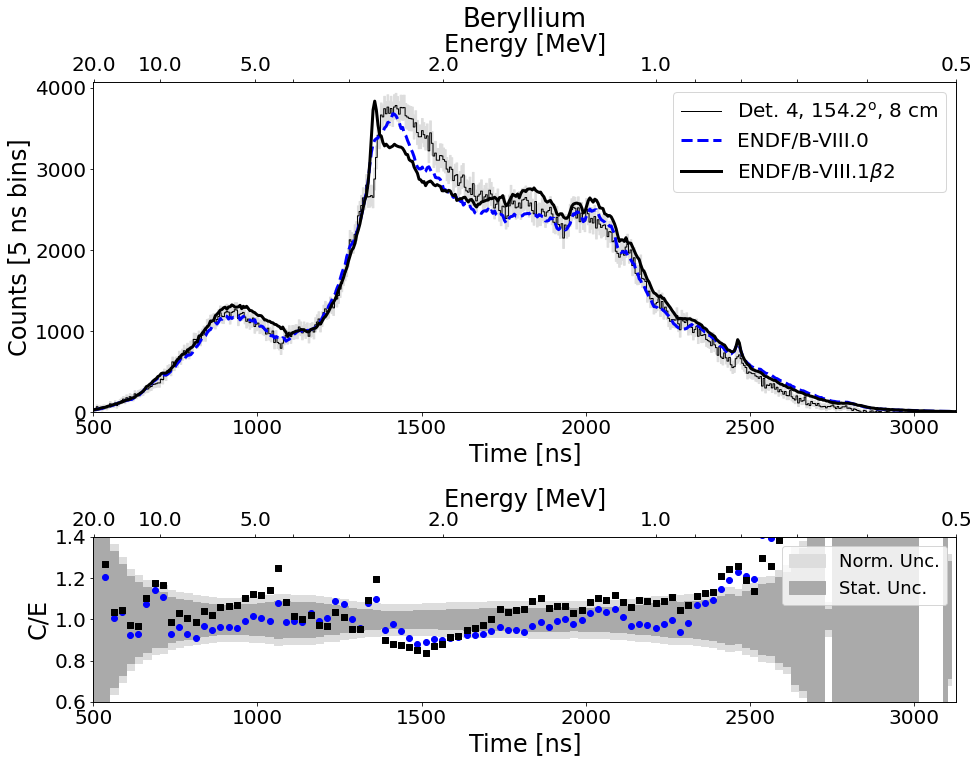 Beryllium
Energy [MeV]
20.0 10.0 5.0 2.0 1.0 0.5
4000
3000
2000
1000
0
Counts [5 ns bins]
Det. 4, 154.2°, 8 cm
ENDF/B-VIII.0
ENDF/B-VIII.1β2
500 1000 1500 2000 2500 3000
Time [ns]
Energy [MeV]
20.0 10.0 5.0 2.0 1.0 0.5
1.4
1.2
1.0
0.8
0.6
C/E
Norm. Unc.
Stat. Unc.
500 1000 1500 2000 2500 3000
Time [ns]